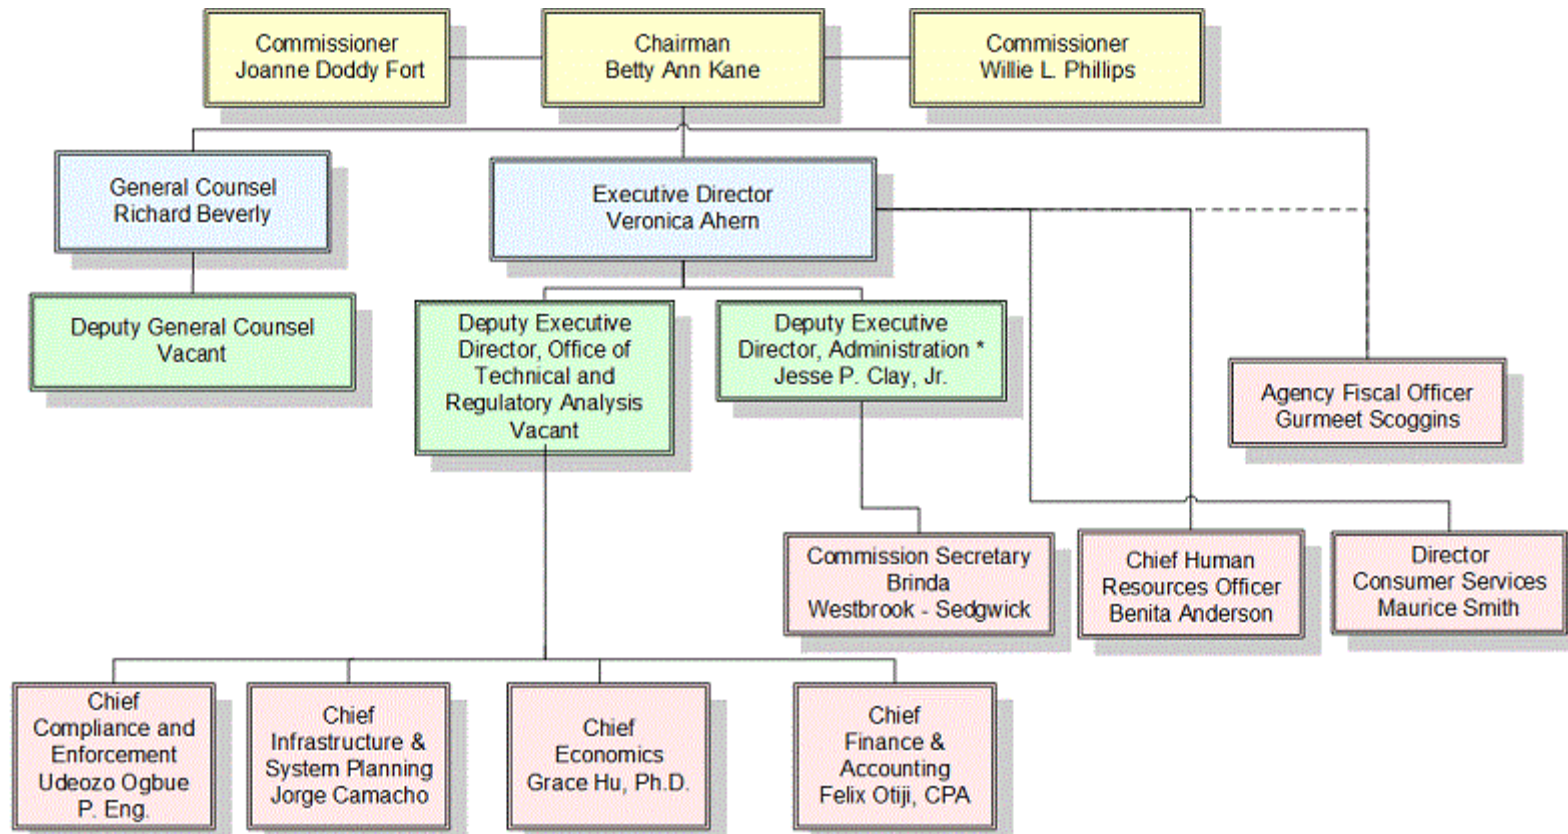 Commissioner
Joanne Doddy Fort
Chairman
Betty Ann Kane
Commissioner
Willie L. Phillips
General Counsel
Richard Beverly
Executive Director
Veronica Ahern
Deputy General Counsel
Vacant
Deputy Executive
Director, Office of
Technical and
Regulatory Analysis
Vacant
Deputy Executive
Director, Administration *
Jesse P. Clay, Jr.
Agency Fiscal Officer
Gurmeet Scoggins
Commission Secretary
Brinda
Westbrook - Sedgwick
Chief Human
Resources Officer
Benita Anderson
Director
Consumer Services
Maurice Smith
Chief
Compliance and
Enforcement
Udeozo Ogbue
P. Eng.
Chief
Infrastructure &
System Planning
Jorge Camacho
Chief
Economics
Grace Hu, Ph.D.
Chief
Finance &
Accounting
Felix Otiji, CPA